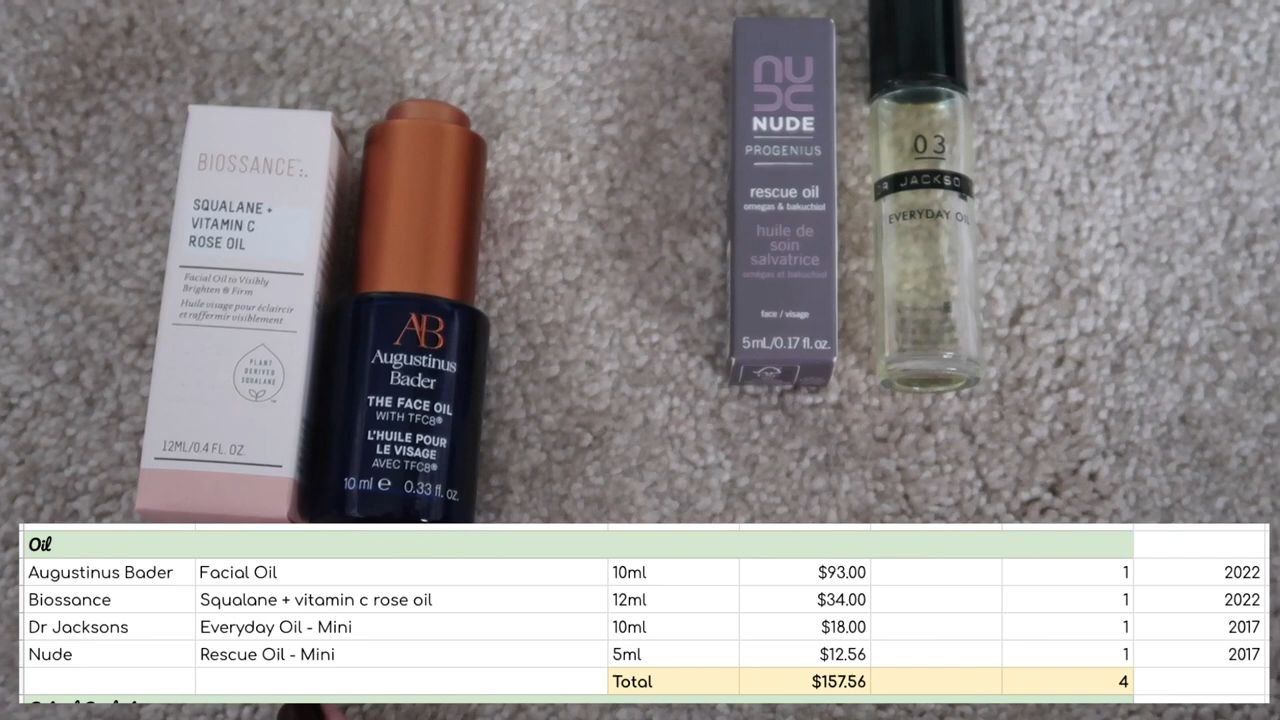 BIOSSANCE
SQUALANE +
VITAMIN C
ROSE OIL
Facial Oil to Visibly
Brighten & Firm
Huile visage pour éclaircir
et raffermir visiblement
PLANT
DERIVED
SQUALANE
12ML/0.4 FL. OZ.
AB
Augustinus
Bader
THE FACE OIL
WITH TFC8®
L'HUILE POUR
LE VISAGE
AVEC TFC8®
10 ml e 0.33 fl. oz.
NUDE
NUDE
PROGENIUS
rescue oil
omegas & bakuchiol
huile de
soin
salvatrice
omégas et bakuchiol
face / visage
5mL/0.17 fl.oz.
03
DR JACKSO
EVERYDAY OIL
Oil
Augustinus Bader Facial Oil 10ml $93.00 1 2022
Biossance Squalane + vitamin c rose oil 12ml $34.00 1 2022
Dr Jacksons Everyday Oil - Mini 10ml $18.00 1 2017
Nude Rescue Oil - Mini 5ml $12.56 1 2017
Total $157.56 4